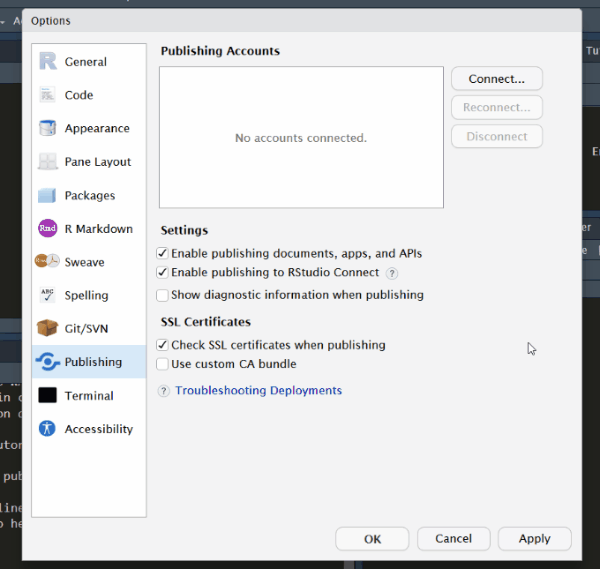 Options
R General
Code
Appearance
Pane Layout
Packages
Rmd R Markdown
Sweave
ABC Spelling
Git/SVN
Publishing
Terminal
Accessibility
Publishing Accounts
No accounts connected.
Connect...
Reconnect...
Disconnect
Settings
Enable publishing documents, apps, and APIs
Enable publishing to RStudio Connect ?
Show diagnostic information when publishing
SSL Certificates
Check SSL certificates when publishing
Use custom CA bundle
? Troubleshooting Deployments
OK
Cancel
Apply